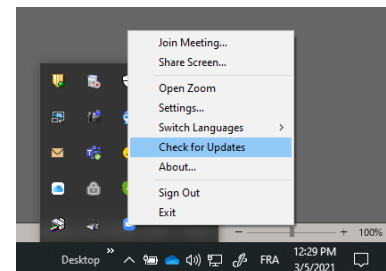 Join Meeting...
Share Screen...
Open Zoom
Settings...
Switch Languages
Check for Updates
About...
Sign Out
Exit
100%
Desktop
FRA
12:29 PM
3/5/2021